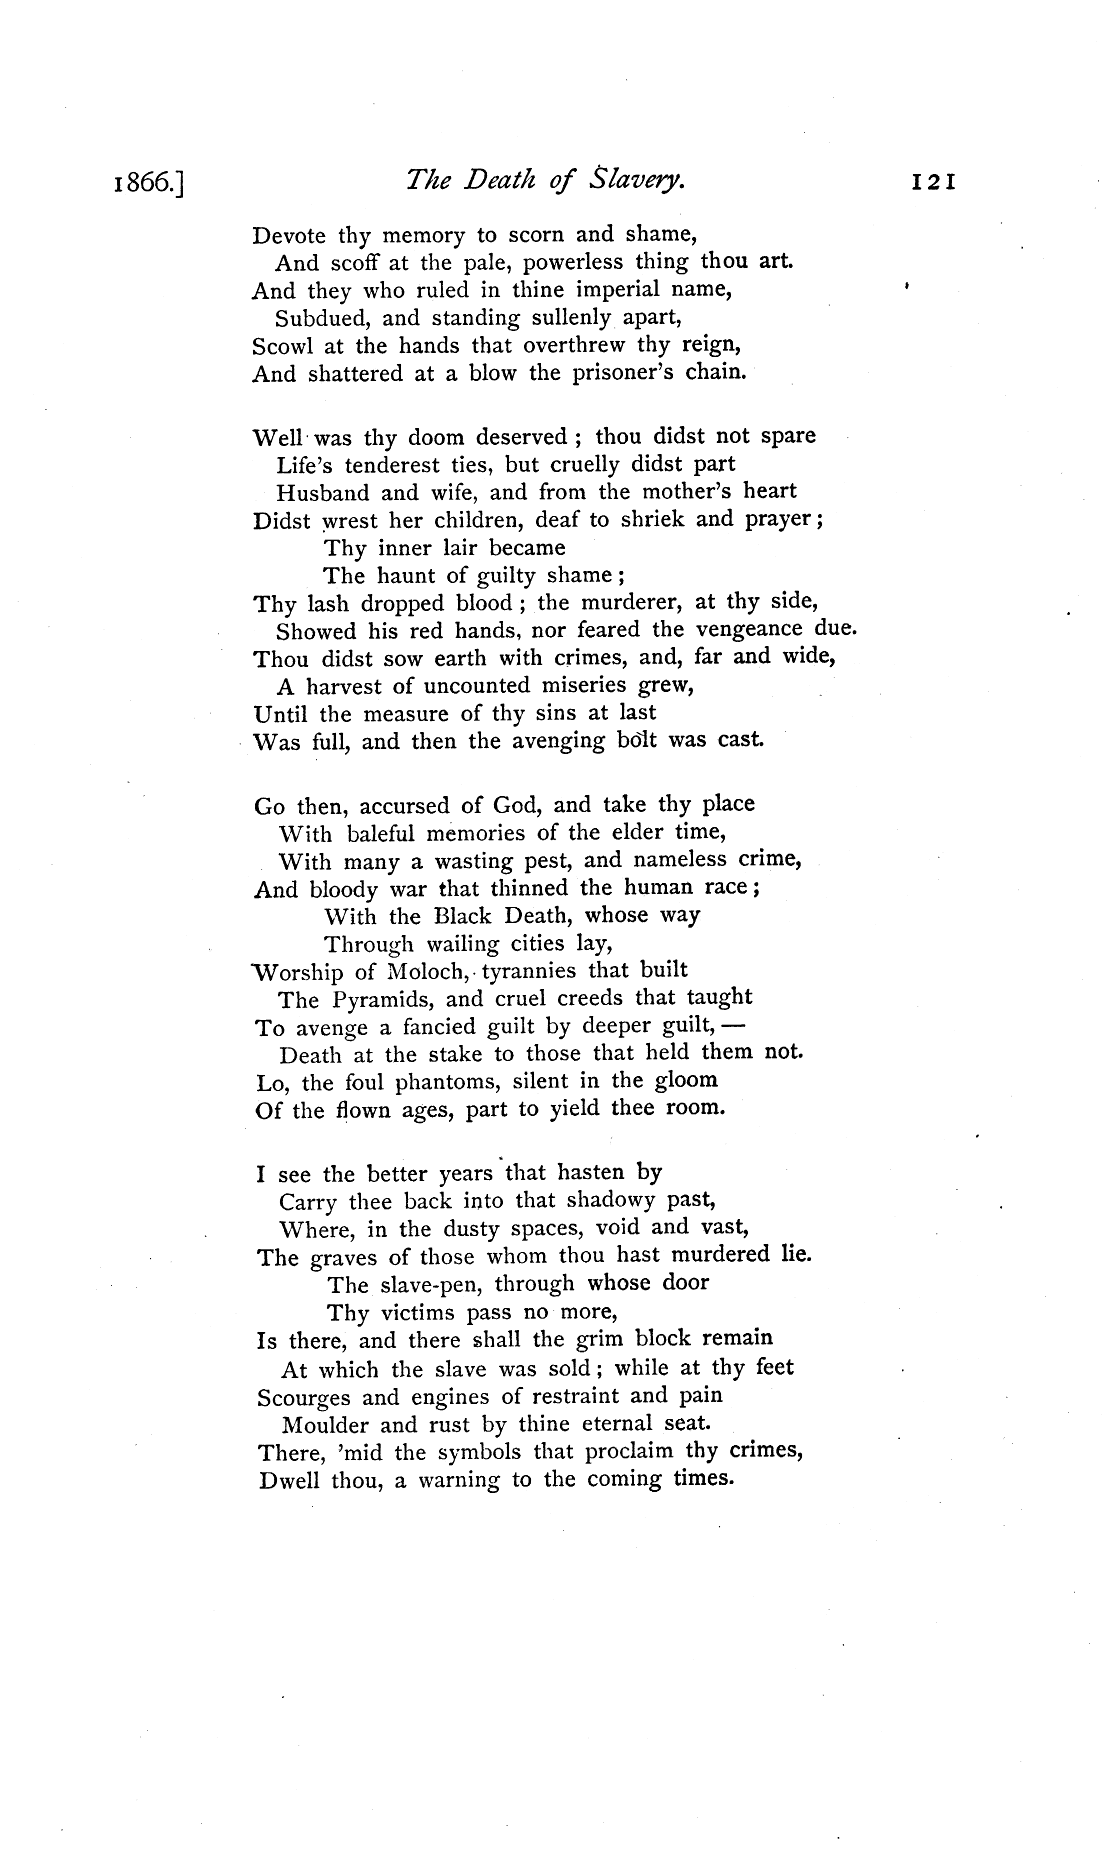 1866.] The Death of Slavery. 121
Devote thy memory to scorn and shame,
And scoff at the pale, powerless thing thou art.
And they who ruled in thine imperial name,
Subdued, and standing sullenly apart,
Scowl at the hands that overthrew thy reign,
And shattered at a blow the prisoner's chain.

Well was thy doom deserved ; thou didst not spare
Life's tenderest ties, but cruelly didst part
Husband and wife, and from the mother's heart
Didst wrest her children, deaf to shriek and prayer ;
Thy inner lair became
The haunt of guilty shame ;
Thy lash dropped blood ; the murderer, at thy side,
Showed his red hands, nor feared the vengeance due.
Thou didst sow earth with crimes, and, far and wide,
A harvest of uncounted miseries grew,
Until the measure of thy sins at last
Was full, and then the avenging bolt was cast.

Go then, accursed of God, and take thy place
With baleful memories of the elder time,
With many a wasting pest, and nameless crime,
And bloody war that thinned the human race ;
With the Black Death, whose way
Through wailing cities lay,
Worship of Moloch, tyrannies that built
The Pyramids, and cruel creeds that taught
To avenge a fancied guilt by deeper guilt, —
Death at the stake to those that held them not.
Lo, the foul phantoms, silent in the gloom
Of the flown ages, part to yield thee room.

I see the better years that hasten by
Carry thee back into that shadowy past,
Where, in the dusty spaces, void and vast,
The graves of those whom thou hast murdered lie.
The slave-pen, through whose door
Thy victims pass no more,
Is there, and there shall the grim block remain
At which the slave was sold ; while at thy feet
Scourges and engines of restraint and pain
Moulder and rust by thine eternal seat.
There, 'mid the symbols that proclaim thy crimes,
Dwell thou, a warning to the coming times.